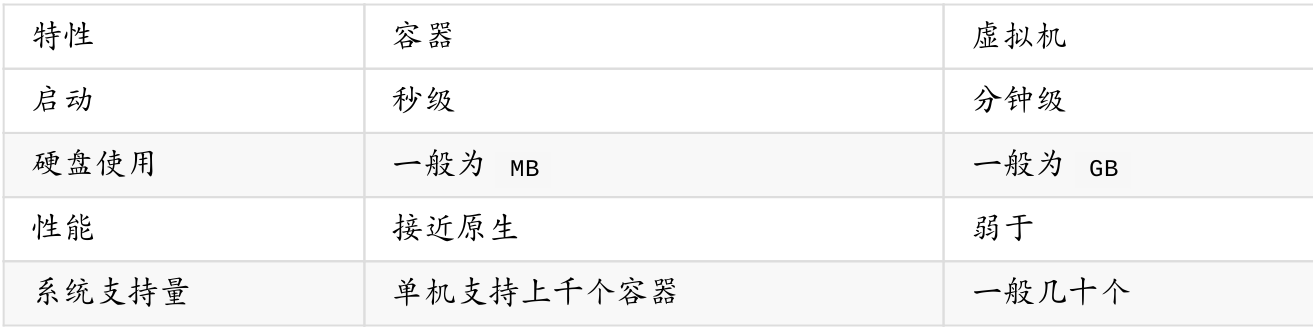 特性 容器 虚拟机
启动 秒级 分钟级
硬盘使用 一般为 MB 一般为 GB
性能 接近原生 弱于
系统支持量 单机支持上千个容器 一般几十个